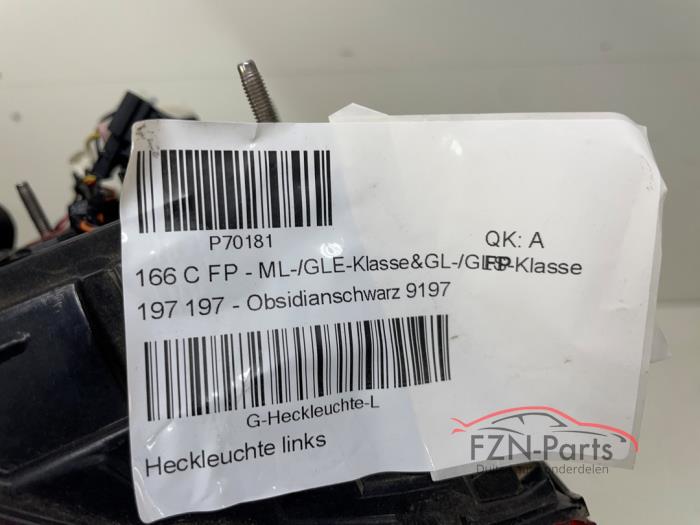 P70181
QK: A
166 C FP - ML-/GLE-Klasse&GL-/GLS-Klasse
FP
197 197 - Obsidianschwarz 9197
G-Heckleuchte-L
Heckleuchte links
FZN-Parts